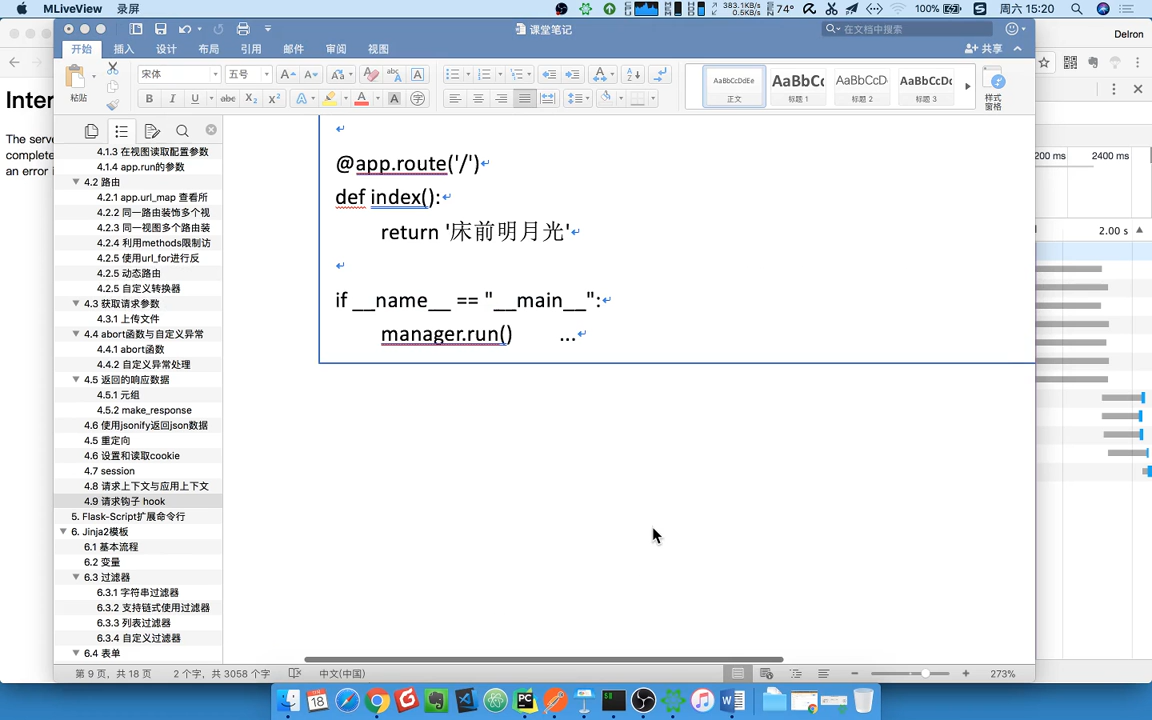 MLiveView 录屏
383.1KB/s
0.5KB/s
74°
100%
周六 15:20
课堂笔记
在文档中搜索
Delron
开始 插入 设计 布局 引用 邮件 审阅 视图
共享
粘贴
宋体 五号
AaBbCcDdEe
正文
AaBbCc
标题 1
AaBbCcD
标题 2
AaBbCcDc
标题 3
样式
窗格
Inter
The serve
complete
an error i
200 ms 2400 ms
2.00 s
4.1.3 在视图读取配置参数
4.1.4 app.run的参数
4.2 路由
4.2.1 app.url_map 查看所
4.2.2 同一路由装饰多个视
4.2.3 同一视图多个路由装
4.2.4 利用methods限制访
4.2.5 使用url_for进行反
4.2.5 动态路由
4.2.5 自定义转换器
4.3 获取请求参数
4.3.1 上传文件
4.4 abort函数与自定义异常
4.4.1 abort函数
4.4.2 自定义异常处理
4.5 返回的响应数据
4.5.1 元组
4.5.2 make_response
4.6 使用jsonify返回json数据
4.5 重定向
4.6 设置和读取cookie
4.7 session
4.8 请求上下文与应用上下文
4.9 请求钩子 hook
5. Flask-Script扩展命令行
6. Jinja2模板
6.1 基本流程
6.2 变量
6.3 过滤器
6.3.1 字符串过滤器
6.3.2 支持链式使用过滤器
6.3.3 列表过滤器
6.3.4 自定义过滤器
6.4 表单
@app.route('/')
def index():
return '床前明月光'
if __name__ == "__main__":
manager.run() ...
第 9 页，共 18 页 2 个字，共 3058 个字 中文(中国) 273%